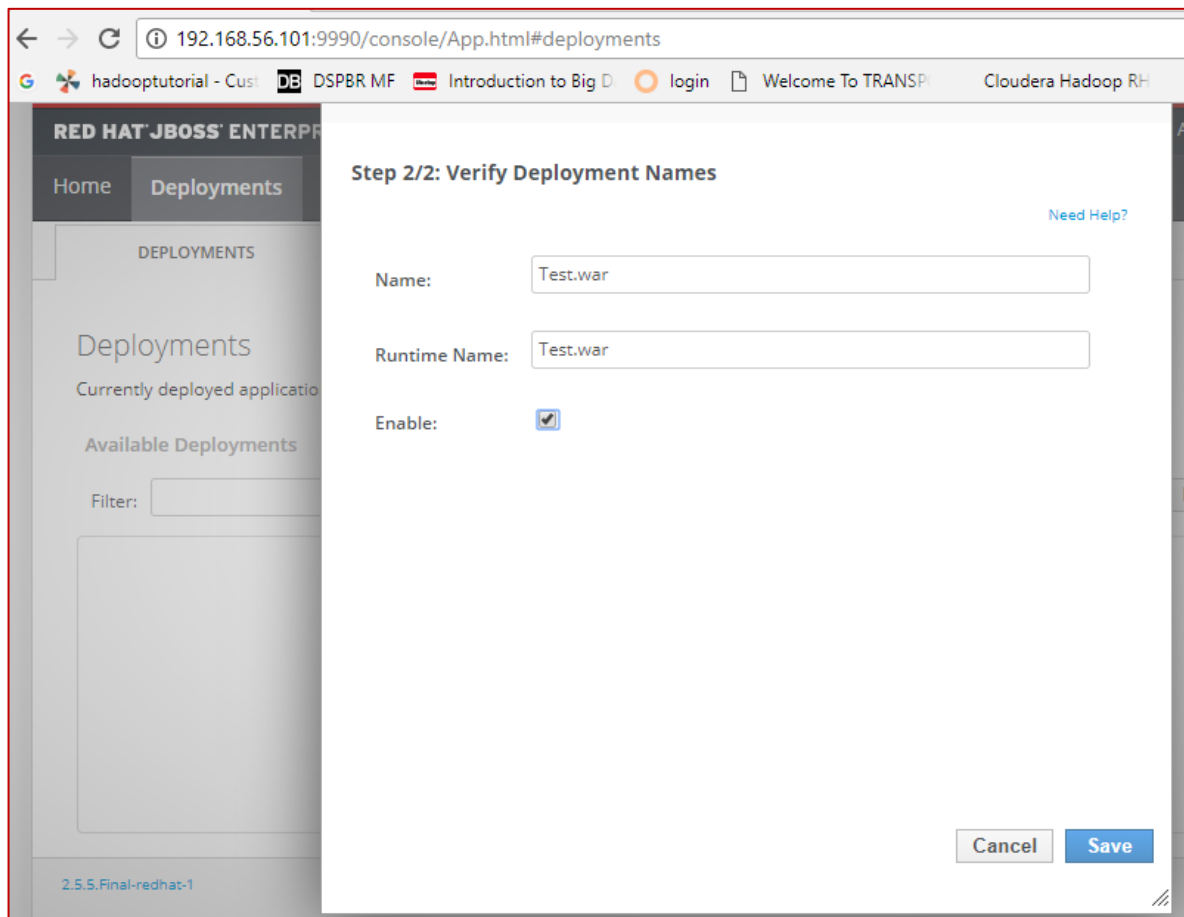 192.168.56.101:9990/console/App.html#deployments
G hadooptutorial - Cust DB DSPBR MF Introduction to Big D login Welcome To TRANSP Cloudera Hadoop RH
RED HAT JBOSS ENTERPR
Home Deployments
DEPLOYMENTS
Deployments
Currently deployed applicatio
Available Deployments
Filter:
2.5.5.Final-redhat-1
Step 2/2: Verify Deployment Names
Need Help?
Name: Test.war
Runtime Name: Test.war
Enable:
Cancel Save